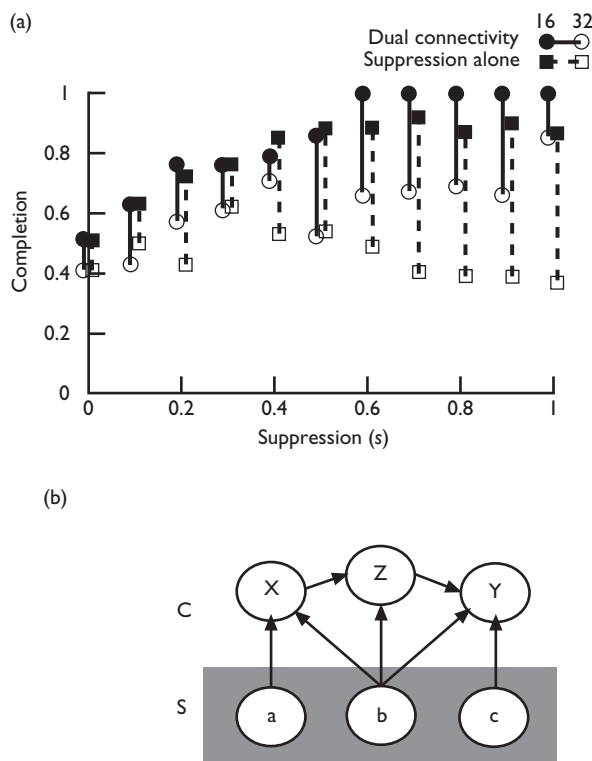 (a)
16 32
Dual connectivity
Suppression alone
1
0.8
0.6
0.4
0.2
0
Completion
0 0.2 0.4 0.6 0.8 1
Suppression (s)
(b)
X Z Y
C
S
a b c